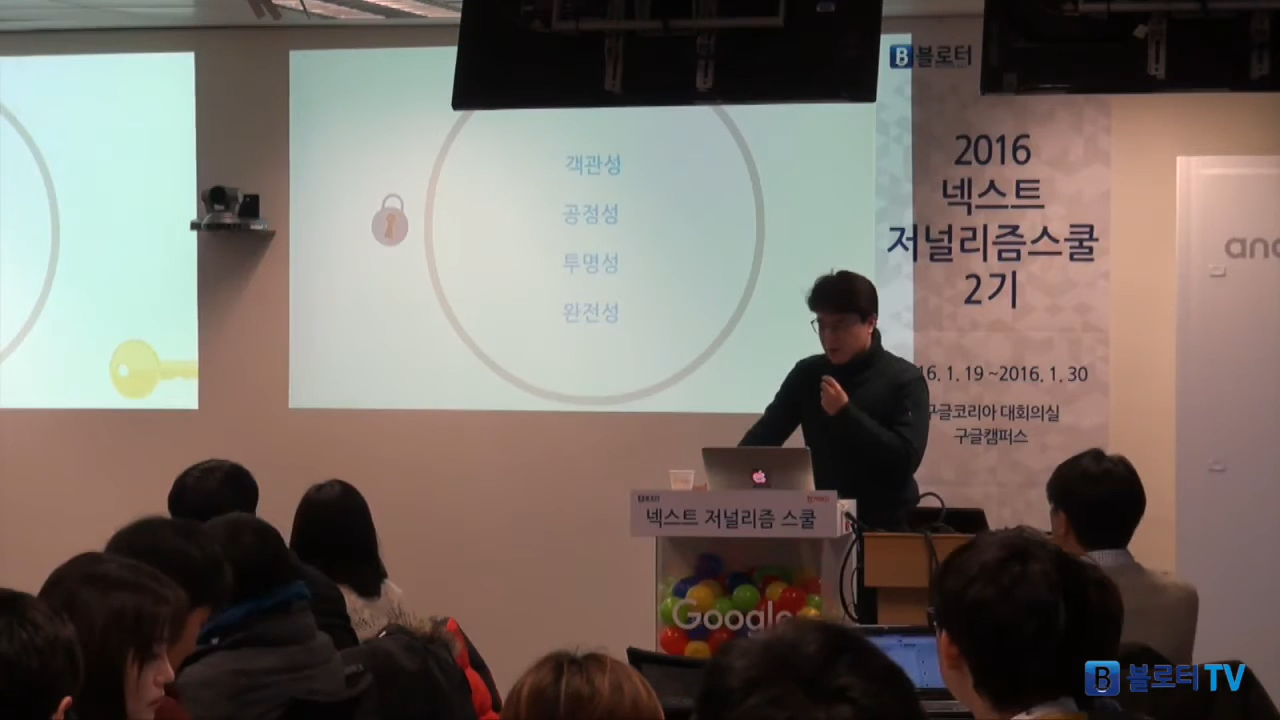 B 블로터
2016
넥스트
저널리즘스쿨
2기
16. 1. 19 ~2016. 1. 30
구글코리아 대회의실
구글캠퍼스
객관성
공정성
투명성
완전성
and
넥스트 저널리즘 스쿨
Google
B 블로터 TV